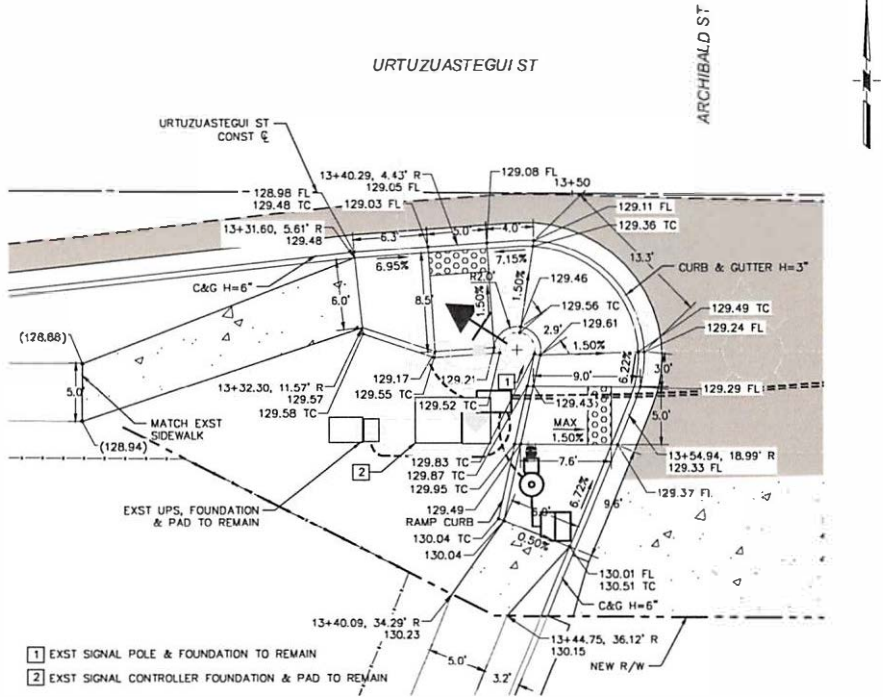 URTUZUASTEGUI ST
ARCHIBALD ST
URTUZUASTEGUI ST
CONST ℄
13+40.29, 4.43' R
129.05 FL
129.08 FL
13+50
128.98 FL
129.48 TC
129.03 FL
129.11 FL
129.36 TC
13+31.60, 5.61' R
129.48
6.3'
5.0'
4.0'
13.3'
CURB & GUTTER H=3"
C&G H=6"
6.95%
7.15%
R2.0'
1.50%
1.50%
129.46
129.56 TC
129.49 TC
129.24 FL
6.0'
8.5'
2.9'
129.61
1.50%
(128.88)
6.22%
3.0'
129.17
129.21
9.0'
129.29 FL
13+32.30, 11.57' R
129.57
129.58 TC
129.55 TC
1
129.52 TC
129.43
5.0'
5.0'
MATCH EXST
SIDEWALK
MAX
1.50%
13+54.94, 18.99' R
129.33 FL
(128.94)
129.83 TC
129.87 TC
129.95 TC
7.6'
2
129.37 FL
EXST UPS, FOUNDATION
& PAD TO REMAIN
129.49
RAMP CURB
130.04 TC
130.04
6.0'
6.72%
9.6'
0.50%
130.01 FL
130.51 TC
C&G H=6"
13+40.09, 34.29' R
130.23
13+44.75, 36.12' R
130.15
NEW R/W
1 EXST SIGNAL POLE & FOUNDATION TO REMAIN
2 EXST SIGNAL CONTROLLER FOUNDATION & PAD TO REMAIN
5.0'
3.2'